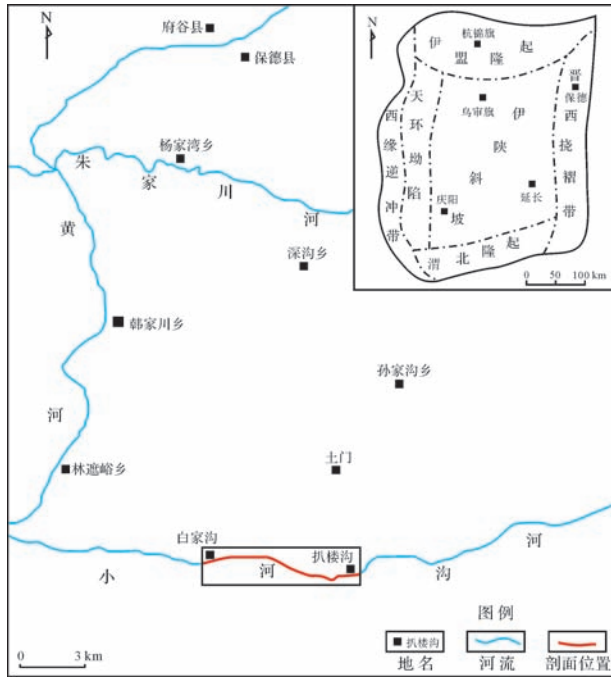 N
府谷县
保德县
杨家湾乡
朱家川河
深沟乡
黄河
韩家川乡
孙家沟乡
林遮峪乡
土门
白家沟
扒楼沟
小河沟河
0 3 km
N
伊盟隆起
杭锦旗
晋西挠褶带
保德
天环坳陷
乌审旗
伊陕斜坡
西缘逆冲带
延长
庆阳
渭北隆起
0 50 100 km
图例
扒楼沟
地名
河流
剖面位置